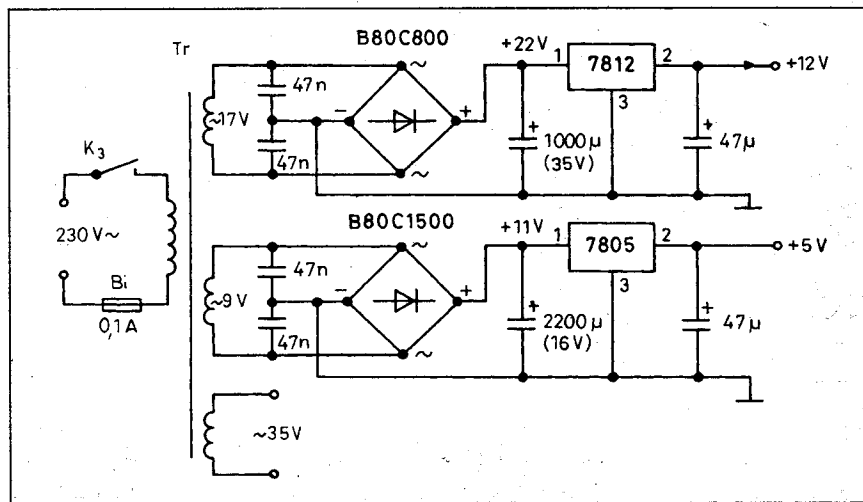 Tr
B80C800
~
+22V
1
7812
2
+12V
47n
~17V
−
+
3
+
1000µ
(35V)
+
47µ
47n
~
K3
230V~
Bi
0,1A
B80C1500
~
+11V
1
7805
2
+5V
47n
~9V
−
+
3
+
2200µ
(16V)
+
47µ
47n
~
~35V